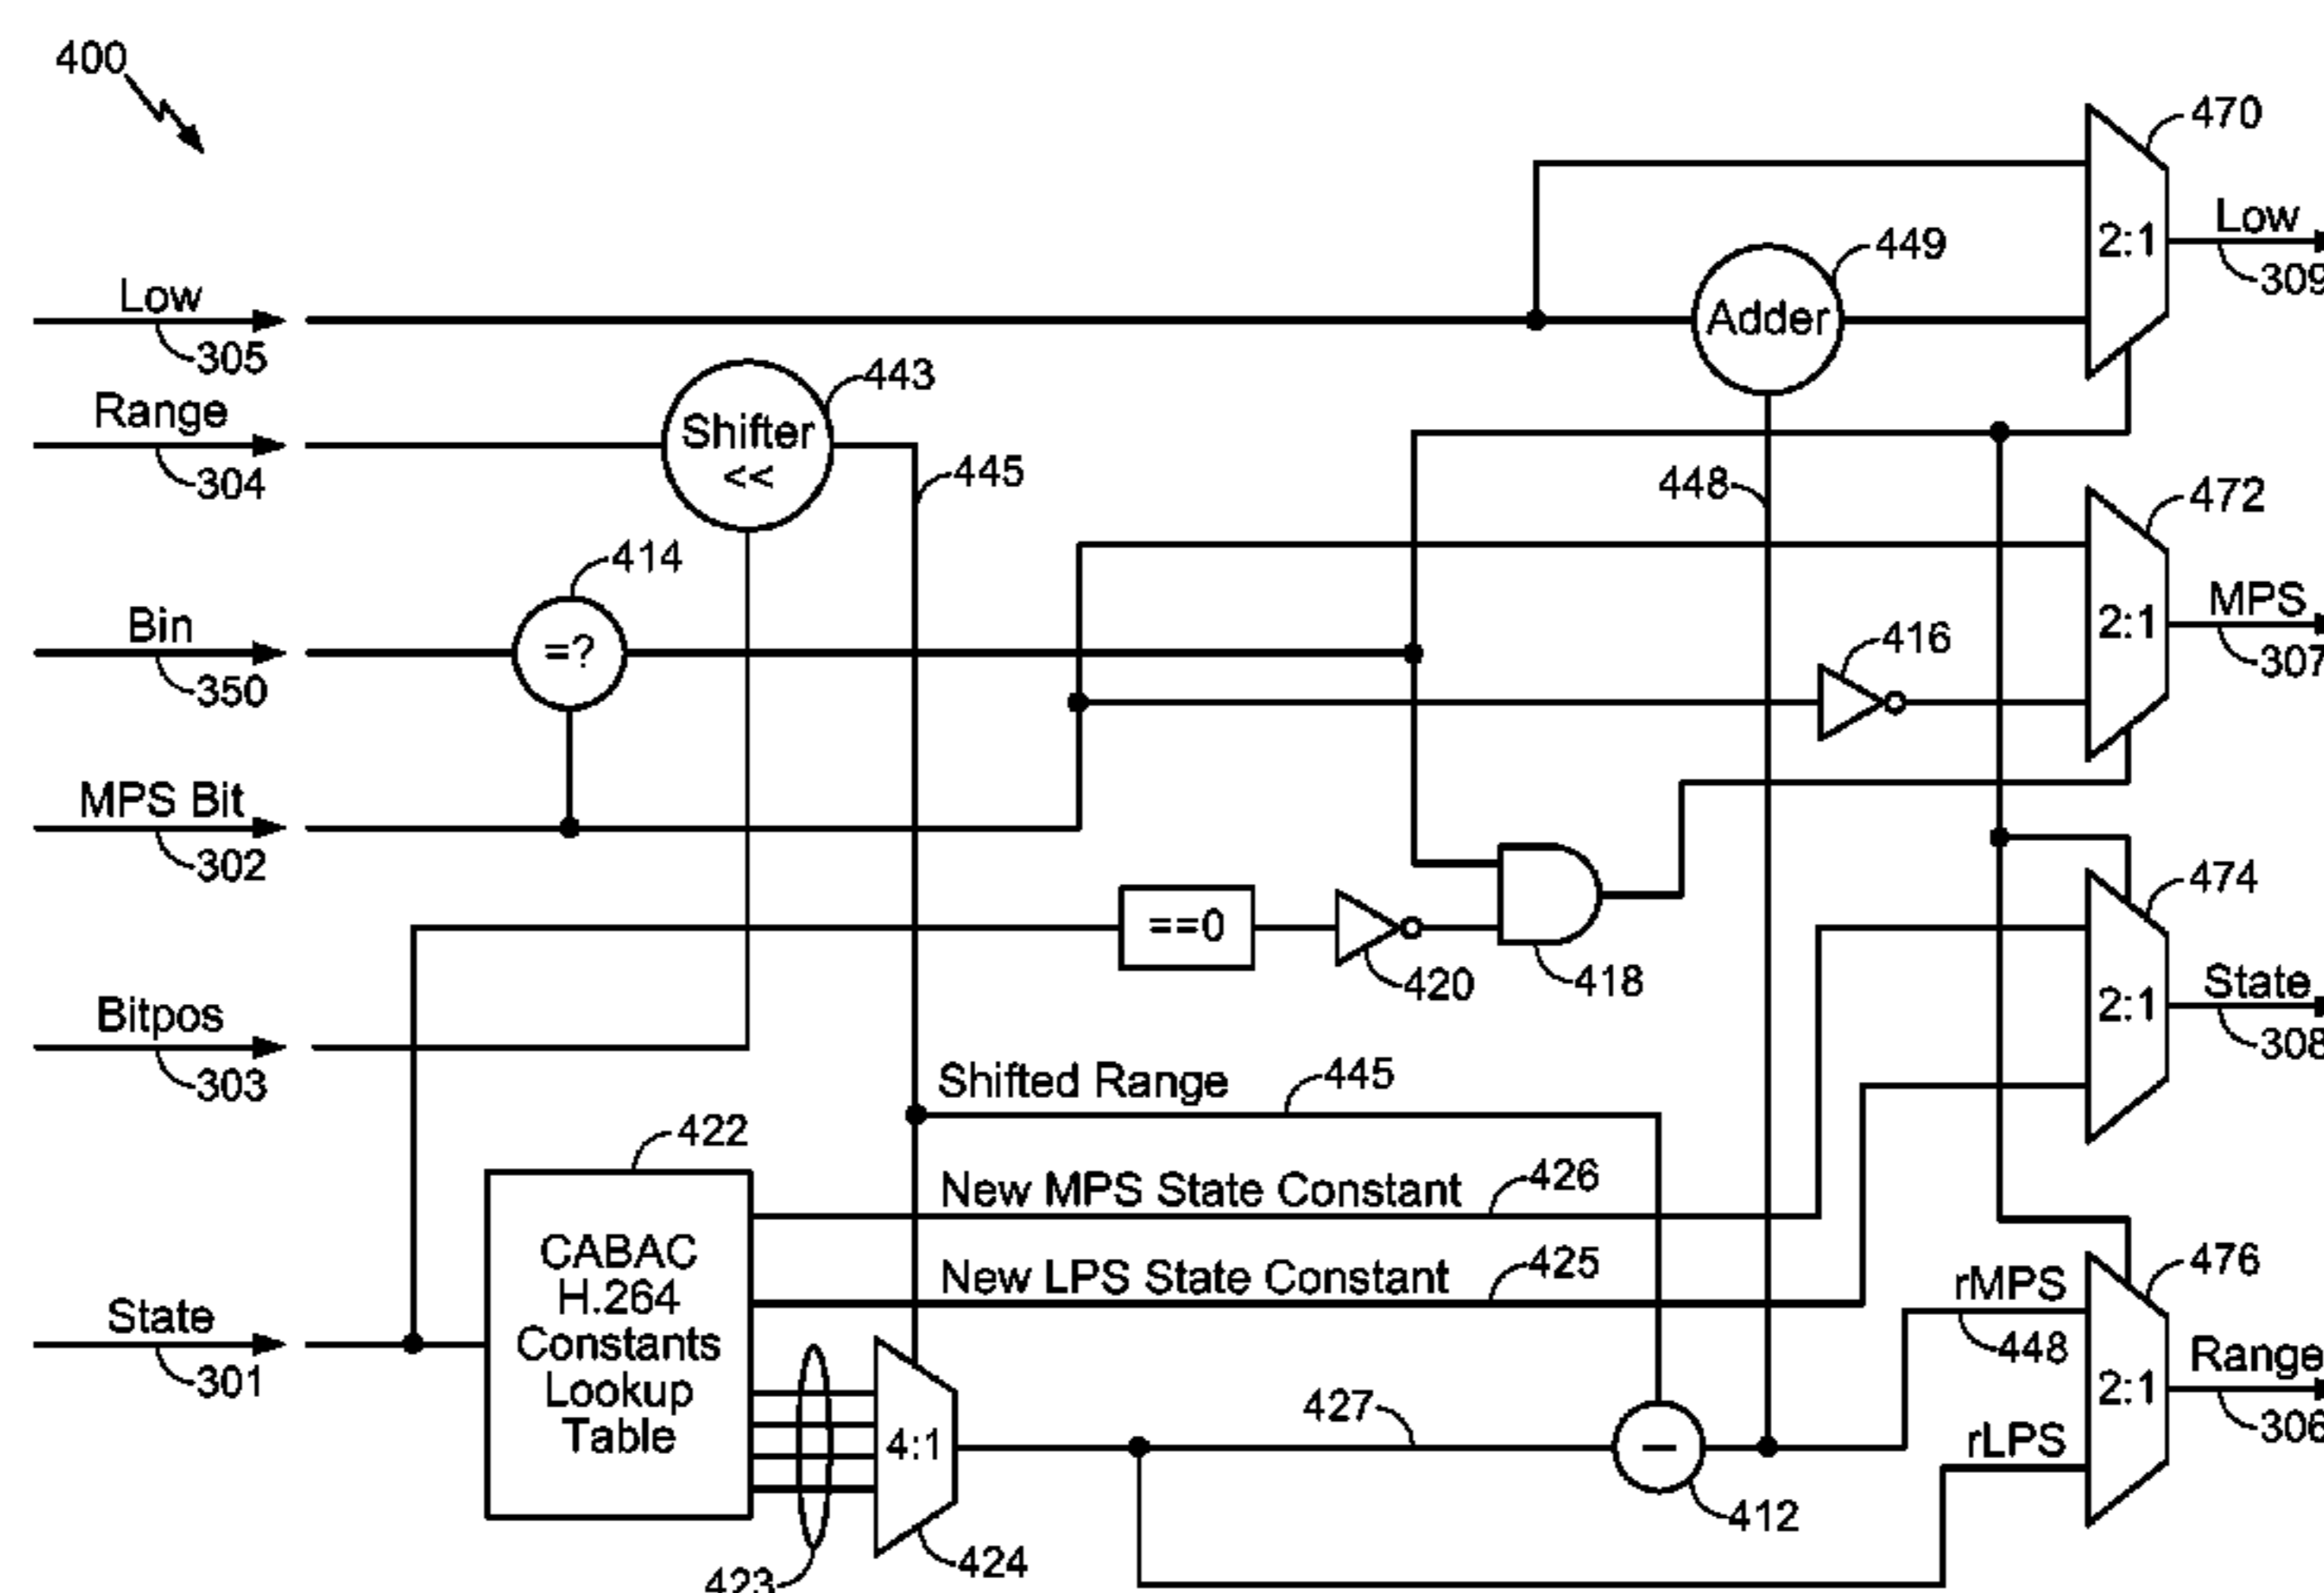 400
470
Low
309
2:1
449
Adder
Low
305
443
Shifter
<<
Range
304
445
448
472
414
MPS
307
2:1
416
Bin
350
=?
MPS Bit
302
474
==0
420
418
State
308
2:1
Bitpos
303
Shifted Range
445
422
New MPS State Constant
426
New LPS State Constant
425
CABAC
H.264
Constants
Lookup
Table
State
301
476
rMPS
448
Range
306
2:1
427
rLPS
4:1
−
412
424
423